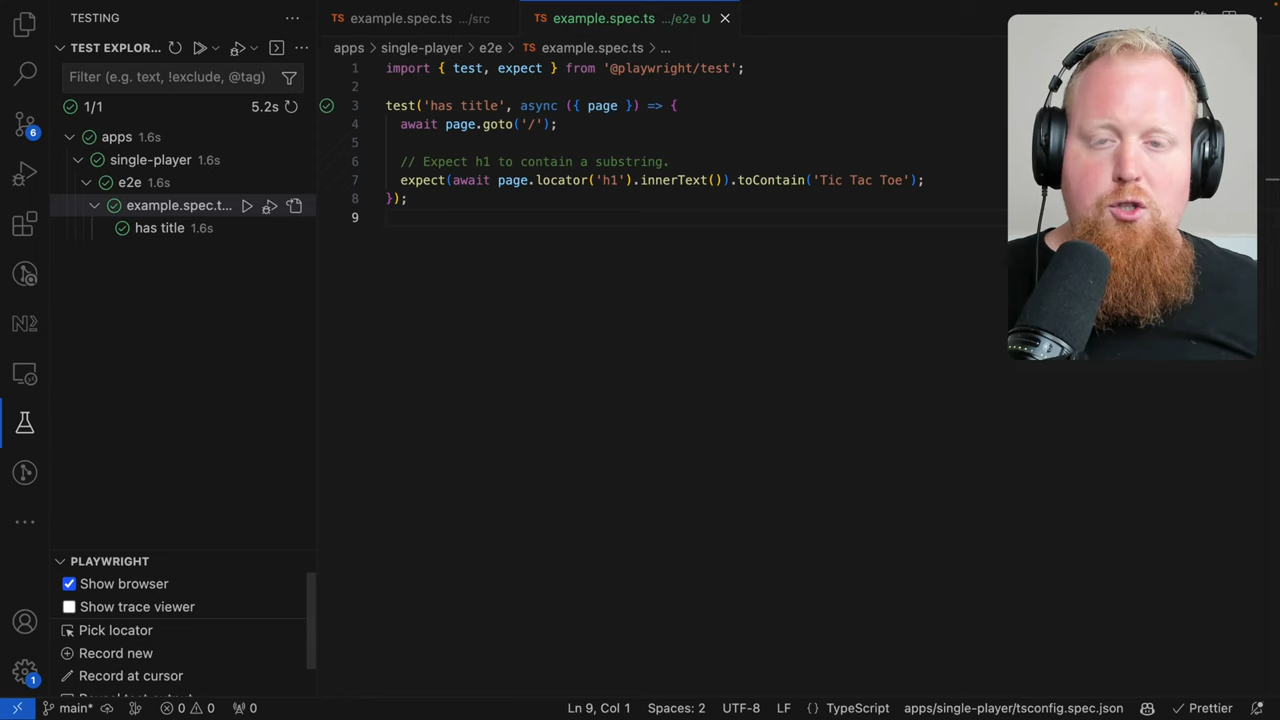 TESTING
TEST EXPLOR...
Filter (e.g. text, !exclude, @tag)
1/1
5.2s
apps 1.6s
single-player 1.6s
e2e 1.6s
example.spec.t...
has title 1.6s
PLAYWRIGHT
Show browser
Show trace viewer
Pick locator
Record new
Record at cursor
6
1
TS example.spec.ts .../src
TS example.spec.ts .../e2e U
apps > single-player > e2e > TS example.spec.ts > ...
1 import { test, expect } from '@playwright/test';
2
3 test('has title', async ({ page }) => {
4 await page.goto('/');
5
6 // Expect h1 to contain a substring.
7 expect(await page.locator('h1').innerText()).toContain('Tic Tac Toe');
8 });
9
main* 0 0 0 Ln 9, Col 1 Spaces: 2 UTF-8 LF {} TypeScript apps/single-player/tsconfig.spec.json Prettier